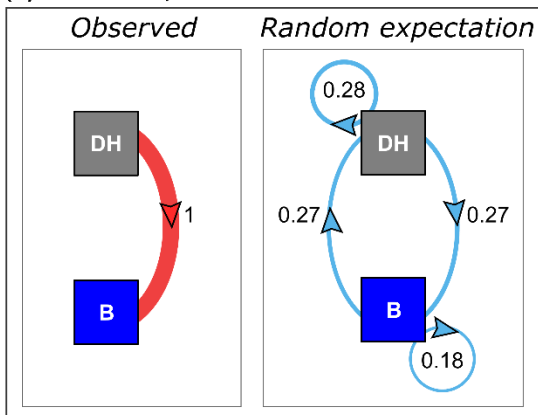 Observed
Random expectation
DH
1
B
0.28
DH
0.27
0.27
B
0.18